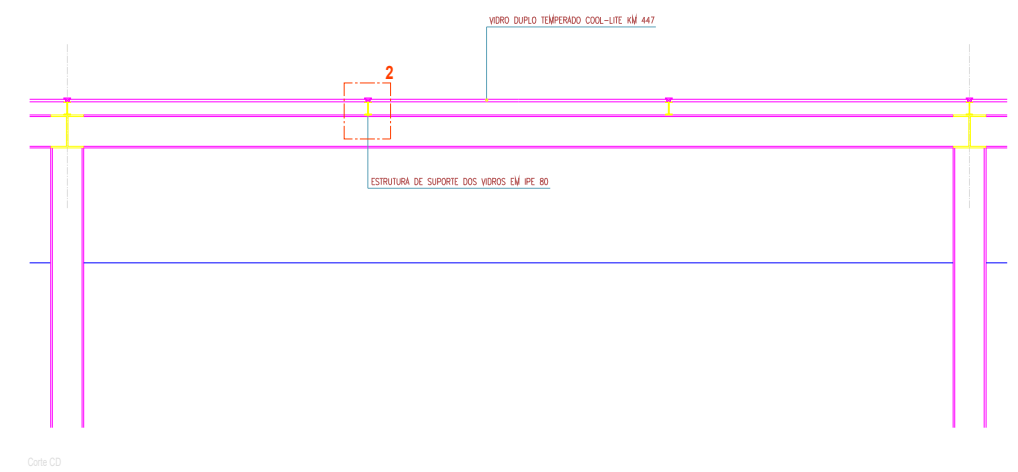 VIDRO DUPLO TEMPERADO COOL-LITE KM 447
2
ESTRUTURA DE SUPORTE DOS VIDROS EM IPE 80
Corte CD